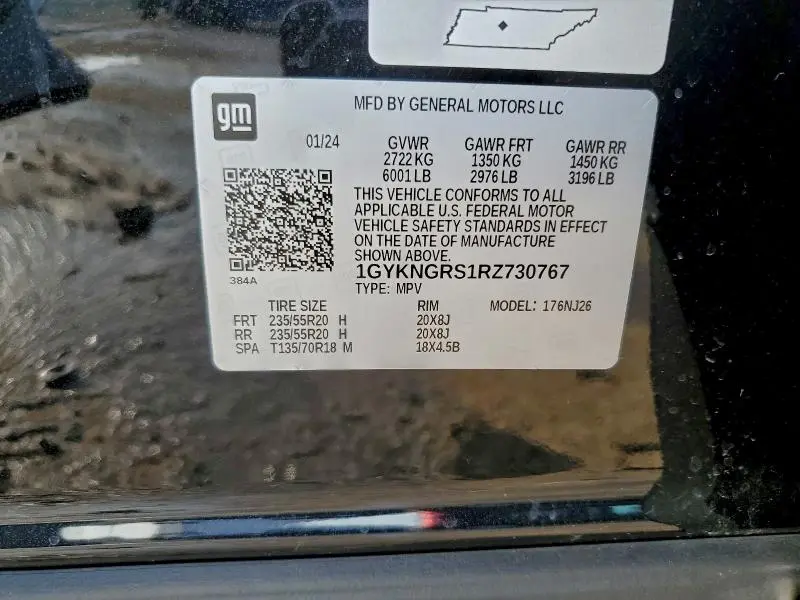 gm
MFD BY GENERAL MOTORS LLC
01/24
GVWR GAWR FRT GAWR RR
2722 KG 1350 KG 1450 KG
6001 LB 2976 LB 3196 LB
THIS VEHICLE CONFORMS TO ALL
APPLICABLE U.S. FEDERAL MOTOR
VEHICLE SAFETY STANDARDS IN EFFECT
ON THE DATE OF MANUFACTURE
SHOWN ABOVE.
1GYKNGRS1RZ730767
384A
TYPE: MPV
TIRE SIZE RIM MODEL: 176NJ26
FRT 235/55R20 H 20X8J
RR 235/55R20 H 20X8J
SPA T135/70R18 M 18X4.5B